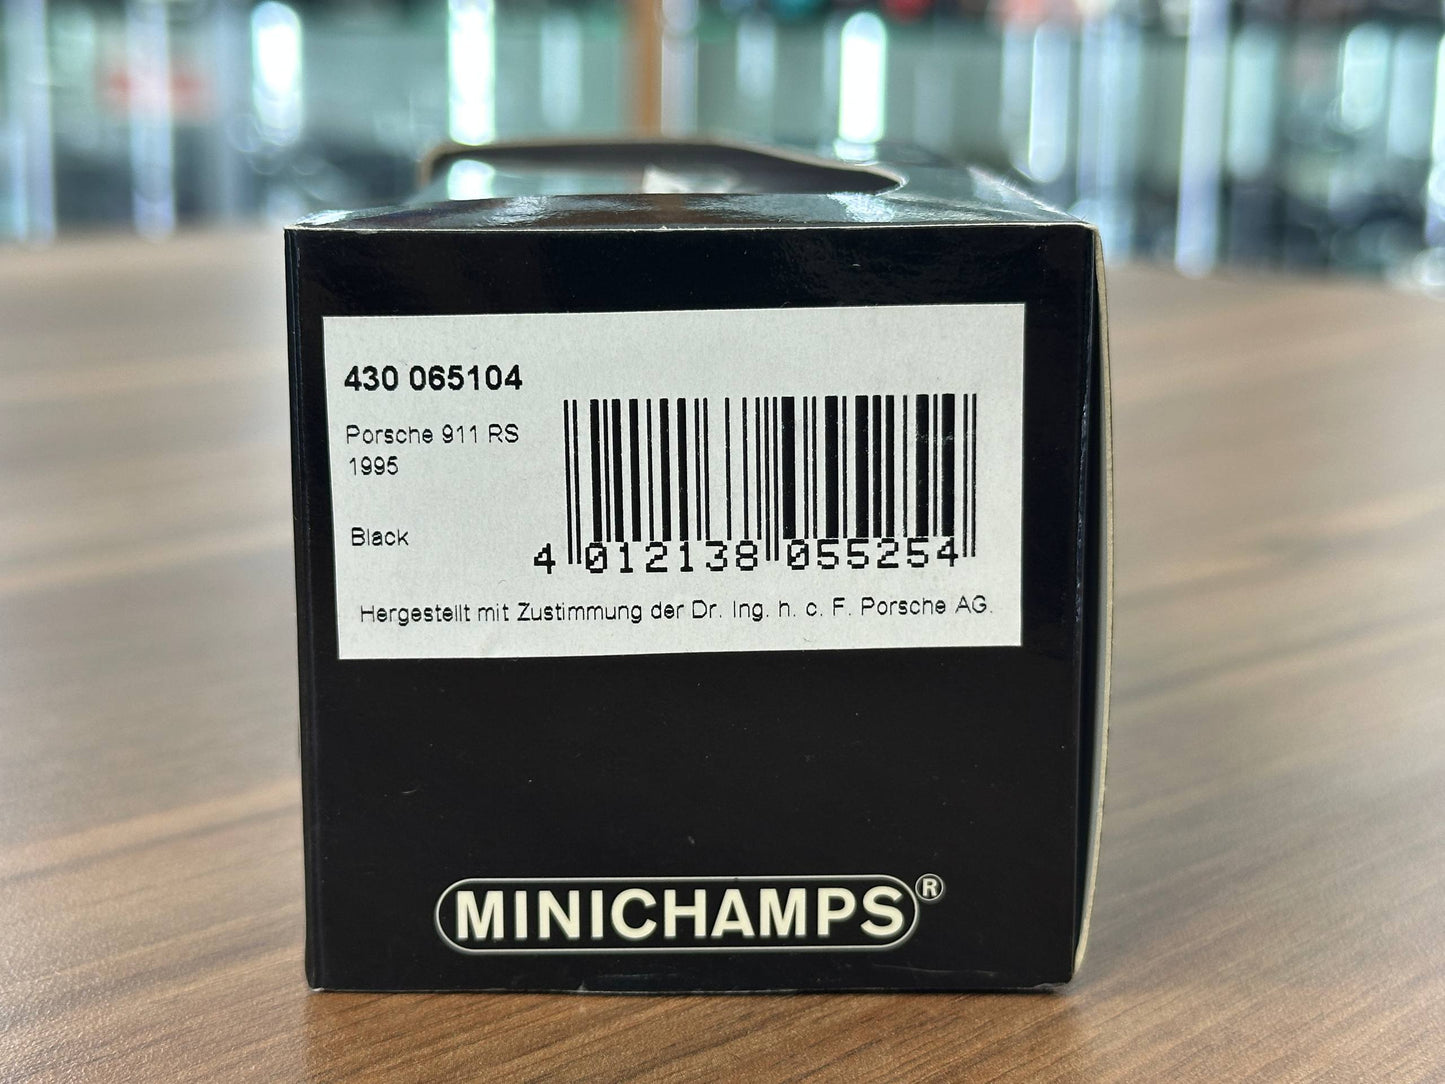 430 065104
Porsche 911 RS
1995
Black
4 012138 055254
Hergestellt mit Zustimmung der Dr. Ing. h. c. F. Porsche AG.
MINICHAMPS®